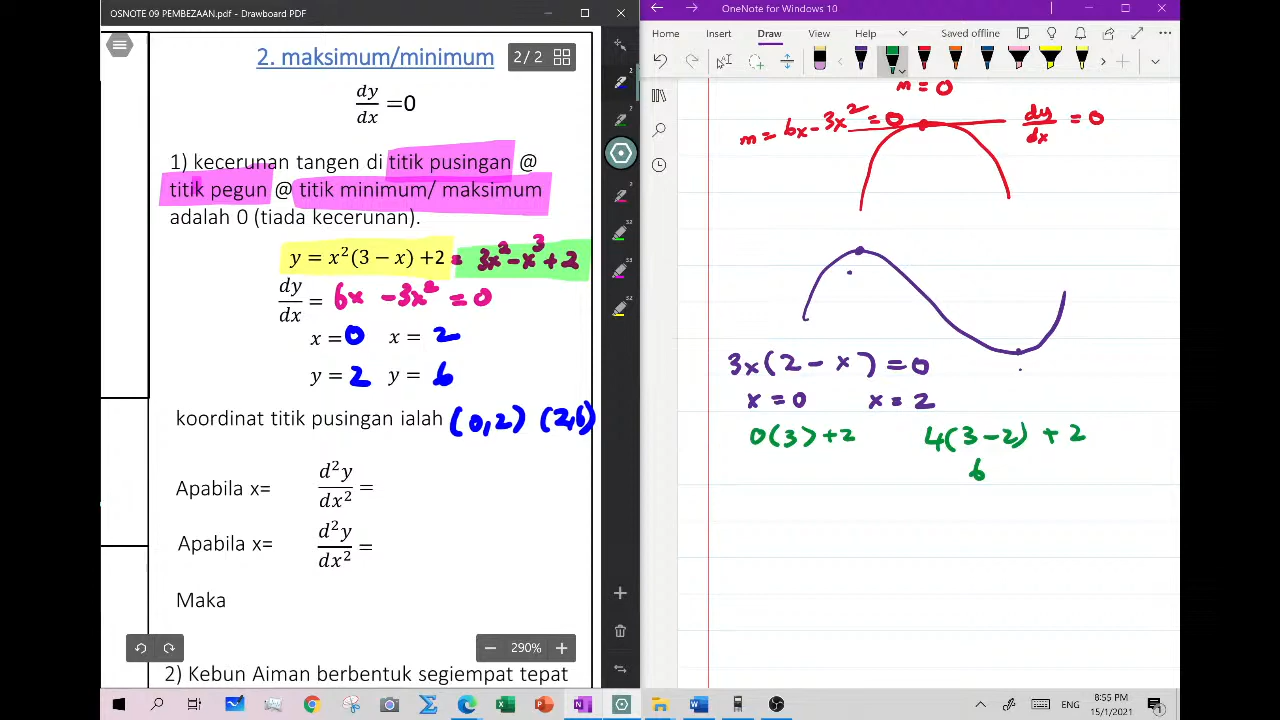 OSNOTE 09 PEMBEZAAN.pdf - Drawboard PDF
2. maksimum/minimum
2 / 2
dy/dx =0
1) kecerunan tangen di titik pusingan @
titik pegun @ titik minimum/ maksimum
adalah 0 (tiada kecerunan).
y = x²(3 − x) +2 = 3x² - x³ + 2
dy/dx = 6x - 3x² = 0
x = 0 x = 2
y = 2 y = 6
koordinat titik pusingan ialah (0,2) (2,6)
Apabila x= d²y/dx² =
Apabila x= d²y/dx² =
Maka
290%
2) Kebun Aiman berbentuk segiempat tepat
OneNote for Windows 10
Home Insert Draw View Help Saved offline
m = 0
m = 6x - 3x² = 0 dy/dx = 0
3x(2 - x) = 0
x = 0 x = 2
0(3) + 2 4(3-2) + 2
6
8:55 PM
15/1/2021